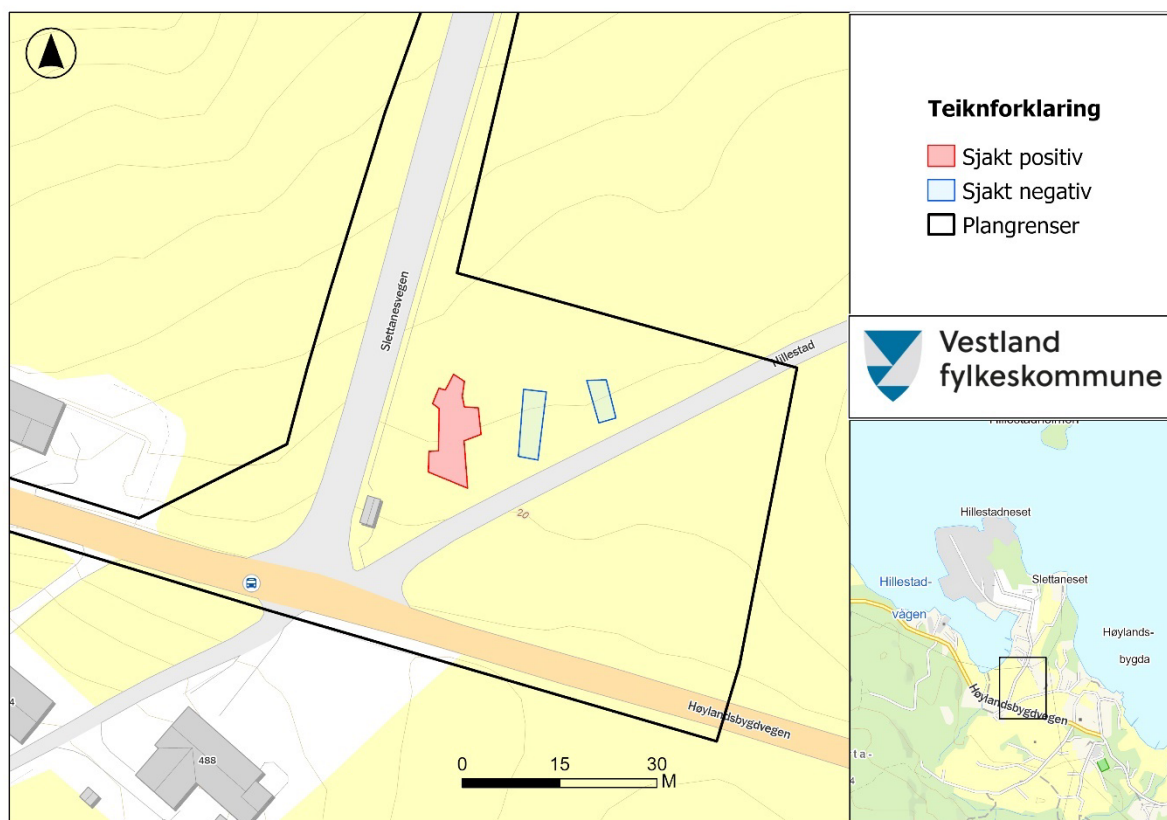 Slettanesvegen
Hillestad
20
488
Høylandsbygdvegen
0 15 30
M
Teiknforklaring
Sjakt positiv
Sjakt negativ
Plangrenser
Vestland
fylkeskommune
Hillestadneset
Slettaneset
Hillestad-
vågen
Høylands-
bygda
Høylandsbygdvegen
ta-
4